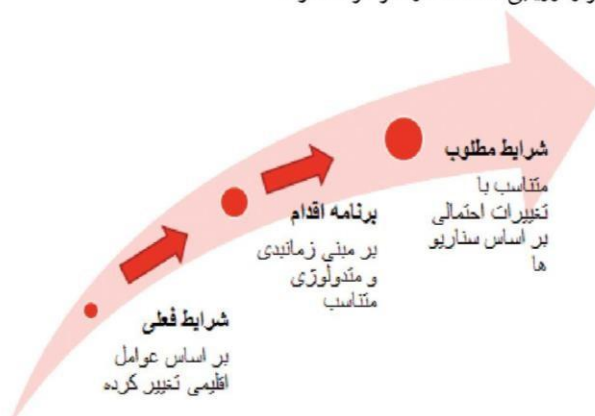 شرایط مطلوب
متناسب با
تغییرات احتمالی
بر اساس سناریو
ها
برنامه اقدام
بر مبنی زمانبدی
و متدولوژی
متناسب
شرایط فعلی
بر اساس عوامل
اقلیمی تغییر کرده